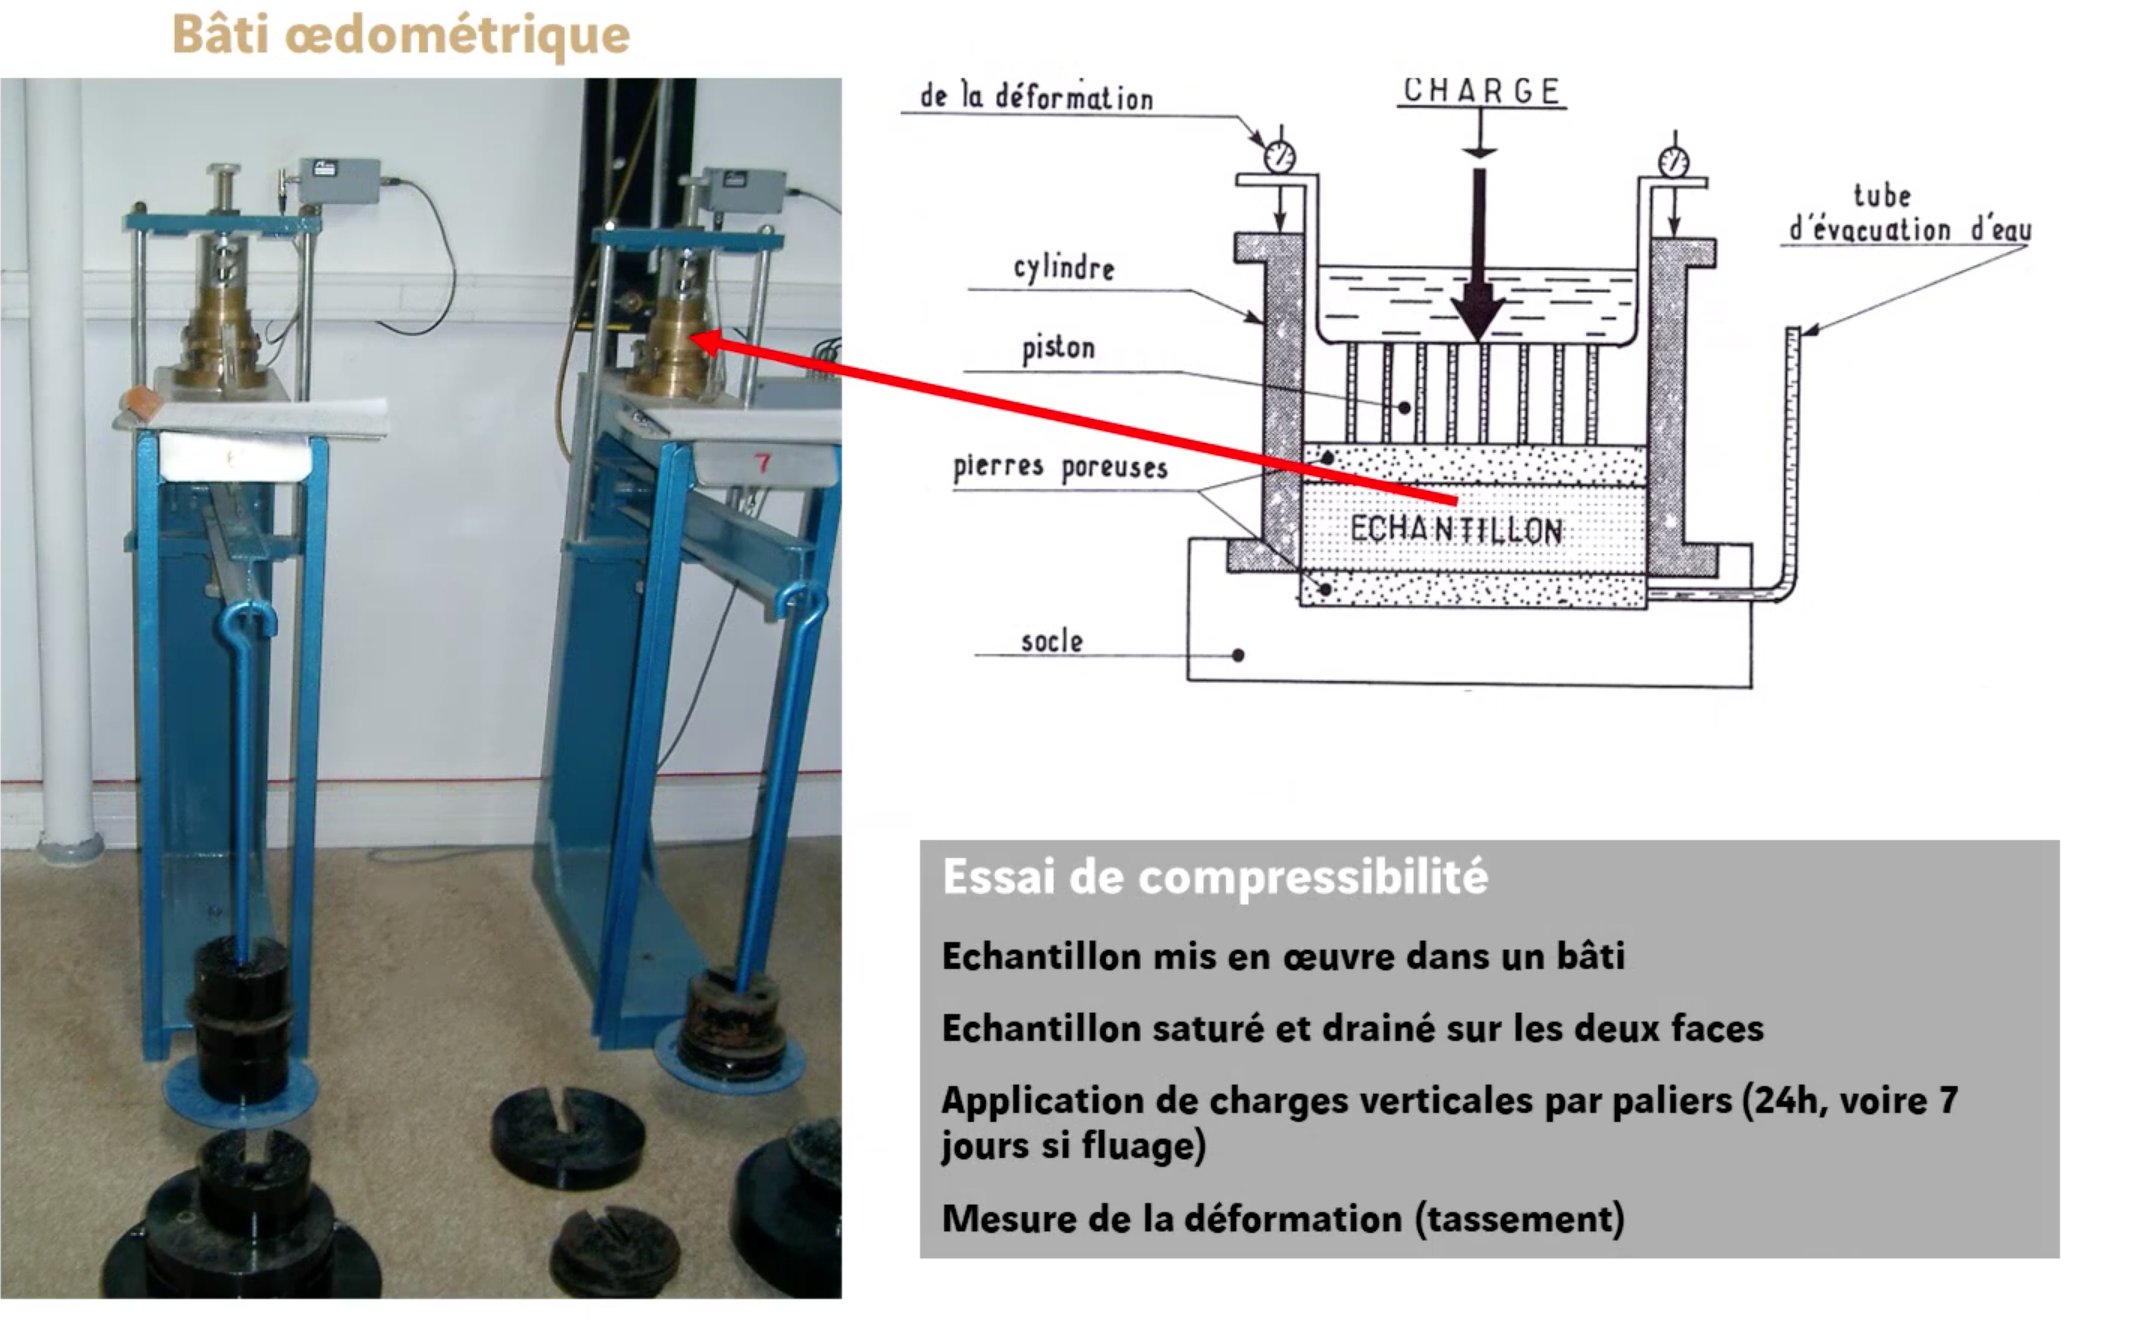 Bâti œdométrique
de la déformation
CHARGE
tube
d'évacuation d'eau
cylindre
piston
pierres poreuses
ECHANTILLON
socle
6
7
Essai de compressibilité
Echantillon mis en œuvre dans un bâti
Echantillon saturé et drainé sur les deux faces
Application de charges verticales par paliers (24h, voire 7
jours si fluage)
Mesure de la déformation (tassement)